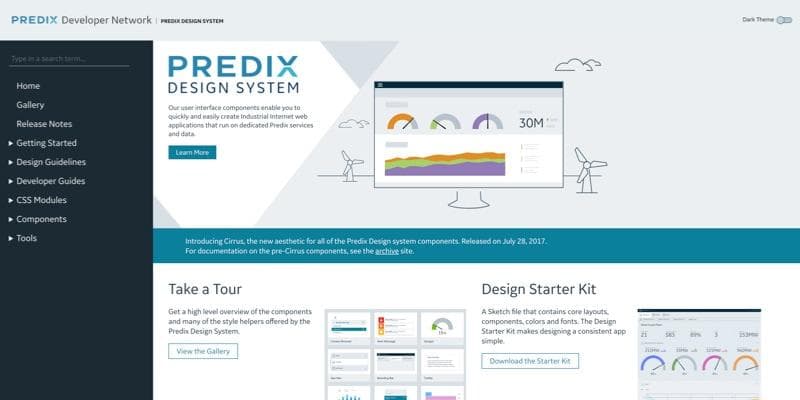 PREDIX Developer Network | PREDIX DESIGN SYSTEM
Dark Theme
Type in a search term...
Home
Gallery
Release Notes
Getting Started
Design Guidelines
Developer Guides
CSS Modules
Components
Tools
PREDIX
DESIGN SYSTEM
Our user interface components enable you to
quickly and easily create Industrial Internet web
applications that run on dedicated Predix services
and data.
Learn More
30M
Introducing Cirrus, the new aesthetic for all of the Predix Design system components. Released on July 28, 2017.
For documentation on the pre-Cirrus components, see the archive site.
Take a Tour
Get a high level overview of the components
and many of the style helpers offered by the
Predix Design System.
View the Gallery
Design Starter Kit
A Sketch file that contains core layouts,
components, colors and fonts. The Design
Starter Kit makes designing a consistent app
simple.
Download the Starter Kit